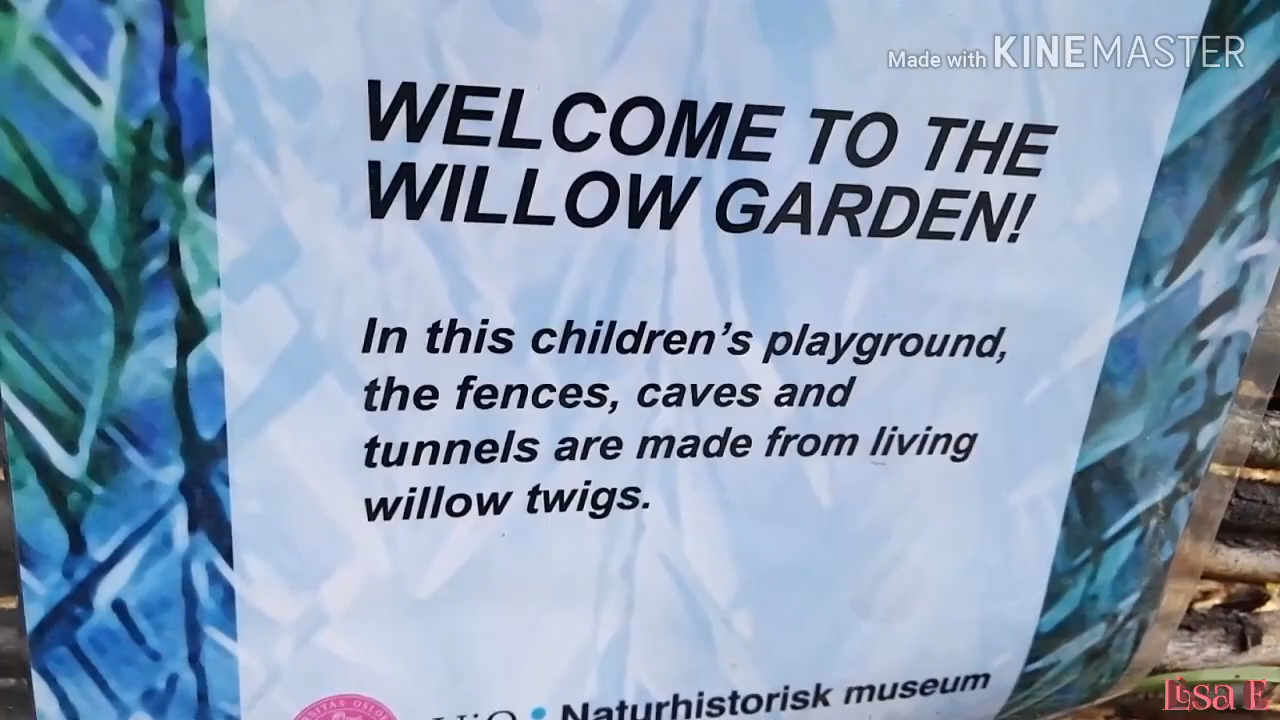 Made with KINEMASTER
WELCOME TO THE
WILLOW GARDEN!
In this children's playground,
the fences, caves and
tunnels are made from living
willow twigs.
UiO • Naturhistorisk museum
Lisa E